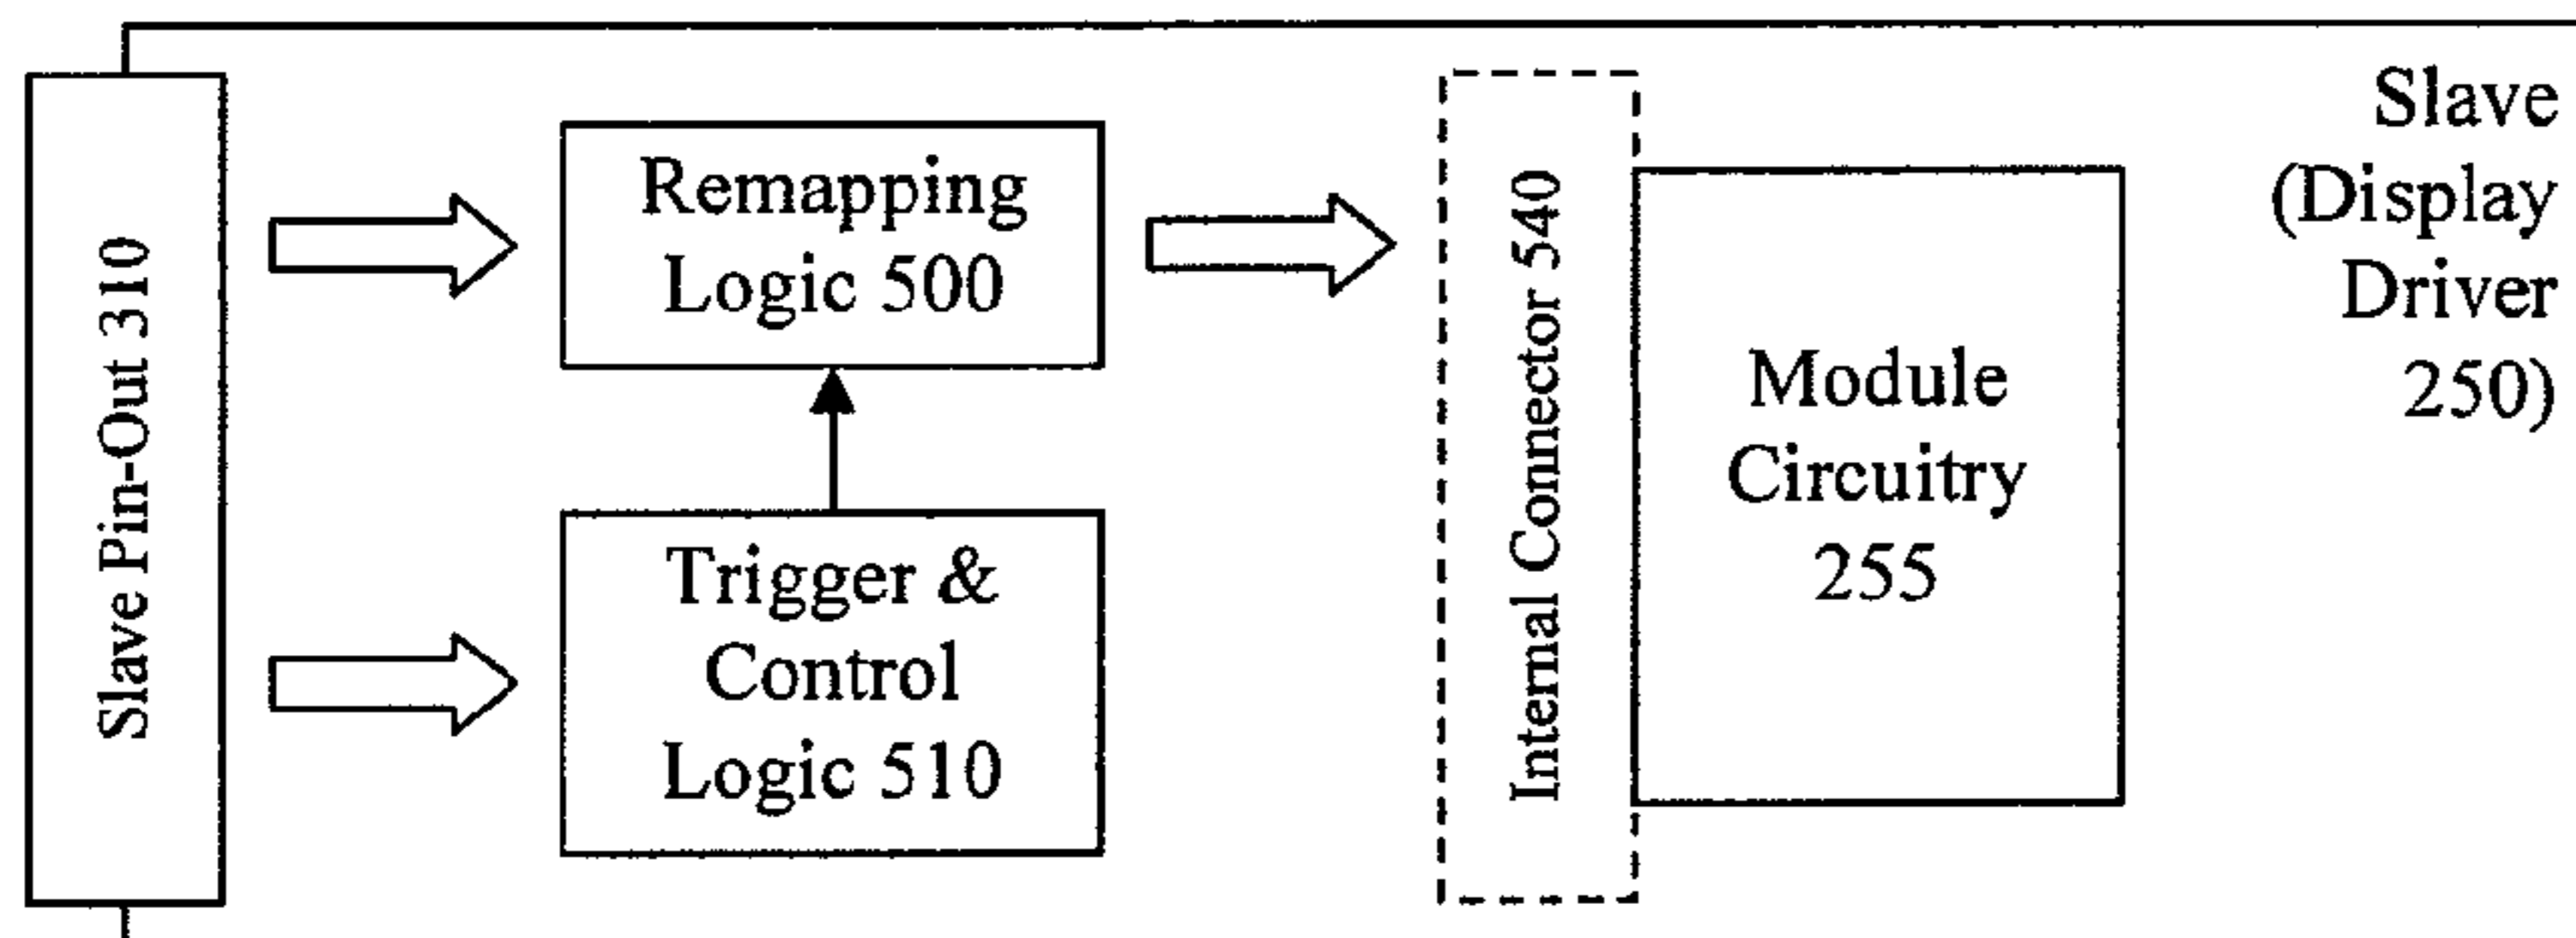 Slave Pin-Out 310
Remapping
Logic 500
Trigger &
Control
Logic 510
Internal Connector 540
Module
Circuitry
255
Slave
(Display
Driver
250)